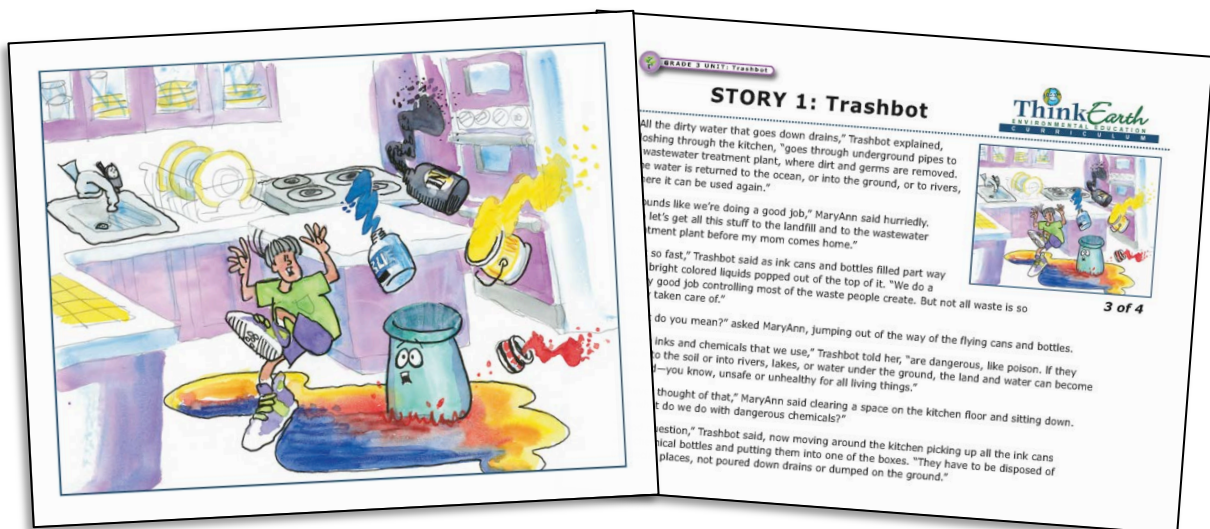 GRADE 3 UNIT: Trashbot
STORY 1: Trashbot
Think Earth
ENVIRONMENTAL EDUCATION
CURRICULUM
All the dirty water that goes down drains," Trashbot explained,
oshing through the kitchen, "goes through underground pipes to
wastewater treatment plant, where dirt and germs are removed.
e water is returned to the ocean, or into the ground, or to rivers,
ere it can be used again."
ounds like we're doing a good job," MaryAnn said hurriedly.
let's get all this stuff to the landfill and to the wastewater
tment plant before my mom comes home."
so fast," Trashbot said as ink cans and bottles filled part way
bright colored liquids popped out of the top of it. "We do a
y good job controlling most of the waste people create. But not all waste is so
taken care of."
3 of 4
do you mean?" asked MaryAnn, jumping out of the way of the flying cans and bottles.
inks and chemicals that we use," Trashbot told her, "are dangerous, like poison. If they
to the soil or into rivers, lakes, or water under the ground, the land and water can become
d—you know, unsafe or unhealthy for all living things."
thought of that," MaryAnn said clearing a space on the kitchen floor and sitting down.
t do we do with dangerous chemicals?"
estion," Trashbot said, now moving around the kitchen picking up all the ink cans
ical bottles and putting them into one of the boxes. "They have to be disposed of
places, not poured down drains or dumped on the ground."
IN